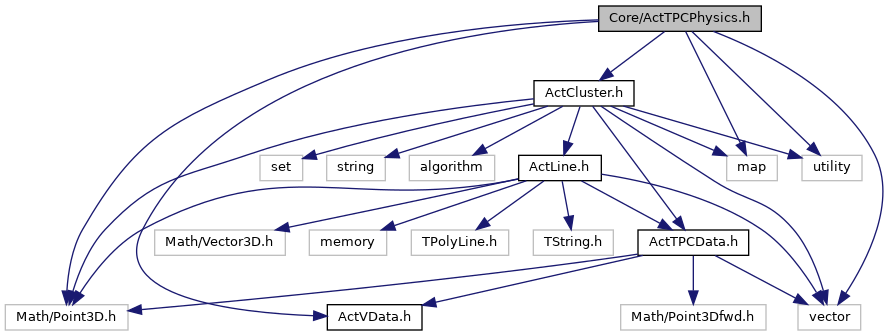 Core/ActTPCPhysics.h
ActCluster.h
set
string
algorithm
ActLine.h
map
utility
Math/Vector3D.h
memory
TPolyLine.h
TString.h
ActTPCData.h
Math/Point3D.h
ActVData.h
Math/Point3Dfwd.h
vector